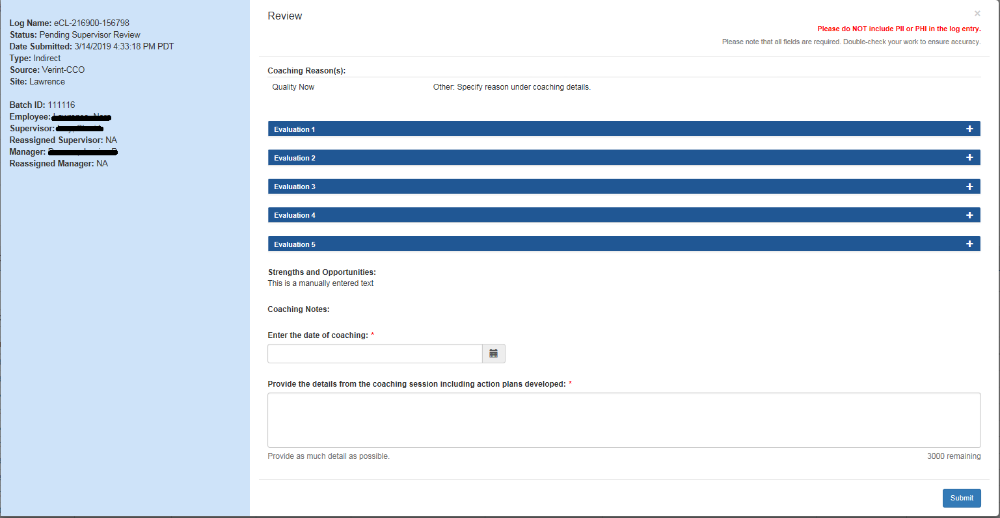 Log Name: eCL-216900-156798
Status: Pending Supervisor Review
Date Submitted: 3/14/2019 4:33:18 PM PDT
Type: Indirect
Source: Verint-CCO
Site: Lawrence
Batch ID: 111116
Employee:
Supervisor:
Reassigned Supervisor: NA
Manager:
Reassigned Manager: NA
Review
×
Please do NOT include PII or PHI in the log entry.
Please note that all fields are required. Double-check your work to ensure accuracy.
Coaching Reason(s):
Quality Now Other: Specify reason under coaching details.
Evaluation 1 +
Evaluation 2 +
Evaluation 3 +
Evaluation 4 +
Evaluation 5 +
Strengths and Opportunities:
This is a manually entered text
Coaching Notes:
Enter the date of coaching: *
Provide the details from the coaching session including action plans developed: *
Provide as much detail as possible. 3000 remaining
Submit